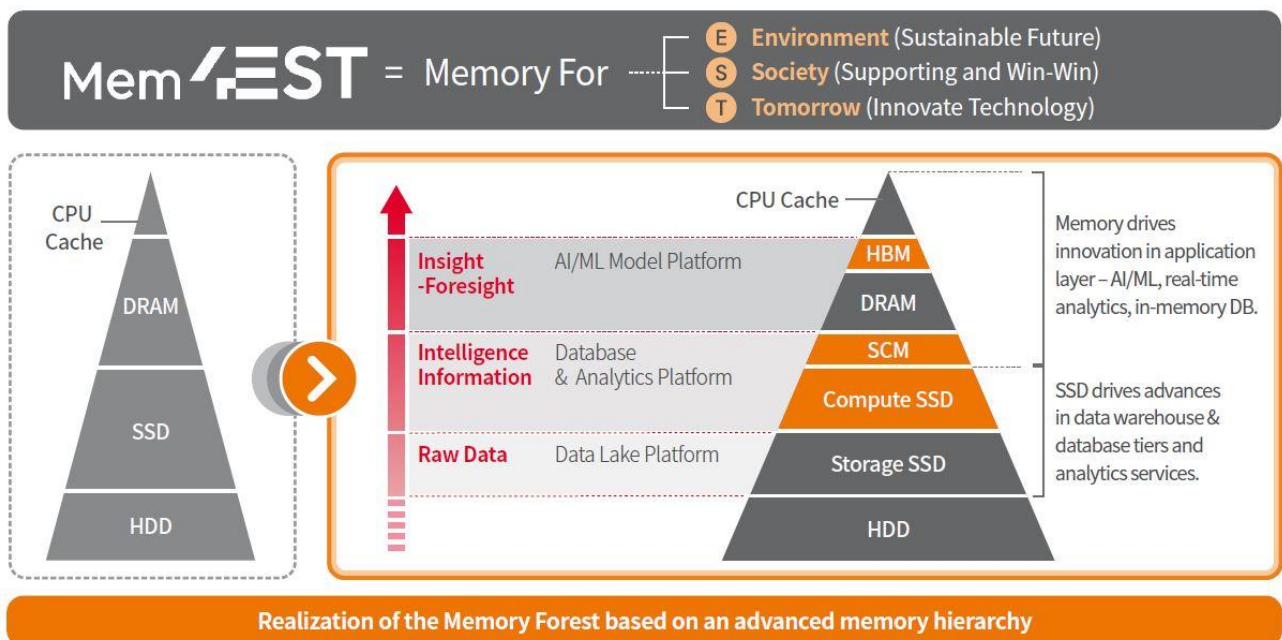 Mem4EST = Memory For
E Environment (Sustainable Future)
S Society (Supporting and Win-Win)
T Tomorrow (Innovate Technology)
CPU
Cache
DRAM
SSD
HDD
Insight
-Foresight
AI/ML Model Platform
Intelligence
Information
Database
& Analytics Platform
Raw Data
Data Lake Platform
CPU Cache
HBM
DRAM
SCM
Compute SSD
Storage SSD
HDD
Memory drives
innovation in application
layer – AI/ML, real-time
analytics, in-memory DB.
SSD drives advances
in data warehouse &
database tiers and
analytics services.
Realization of the Memory Forest based on an advanced memory hierarchy